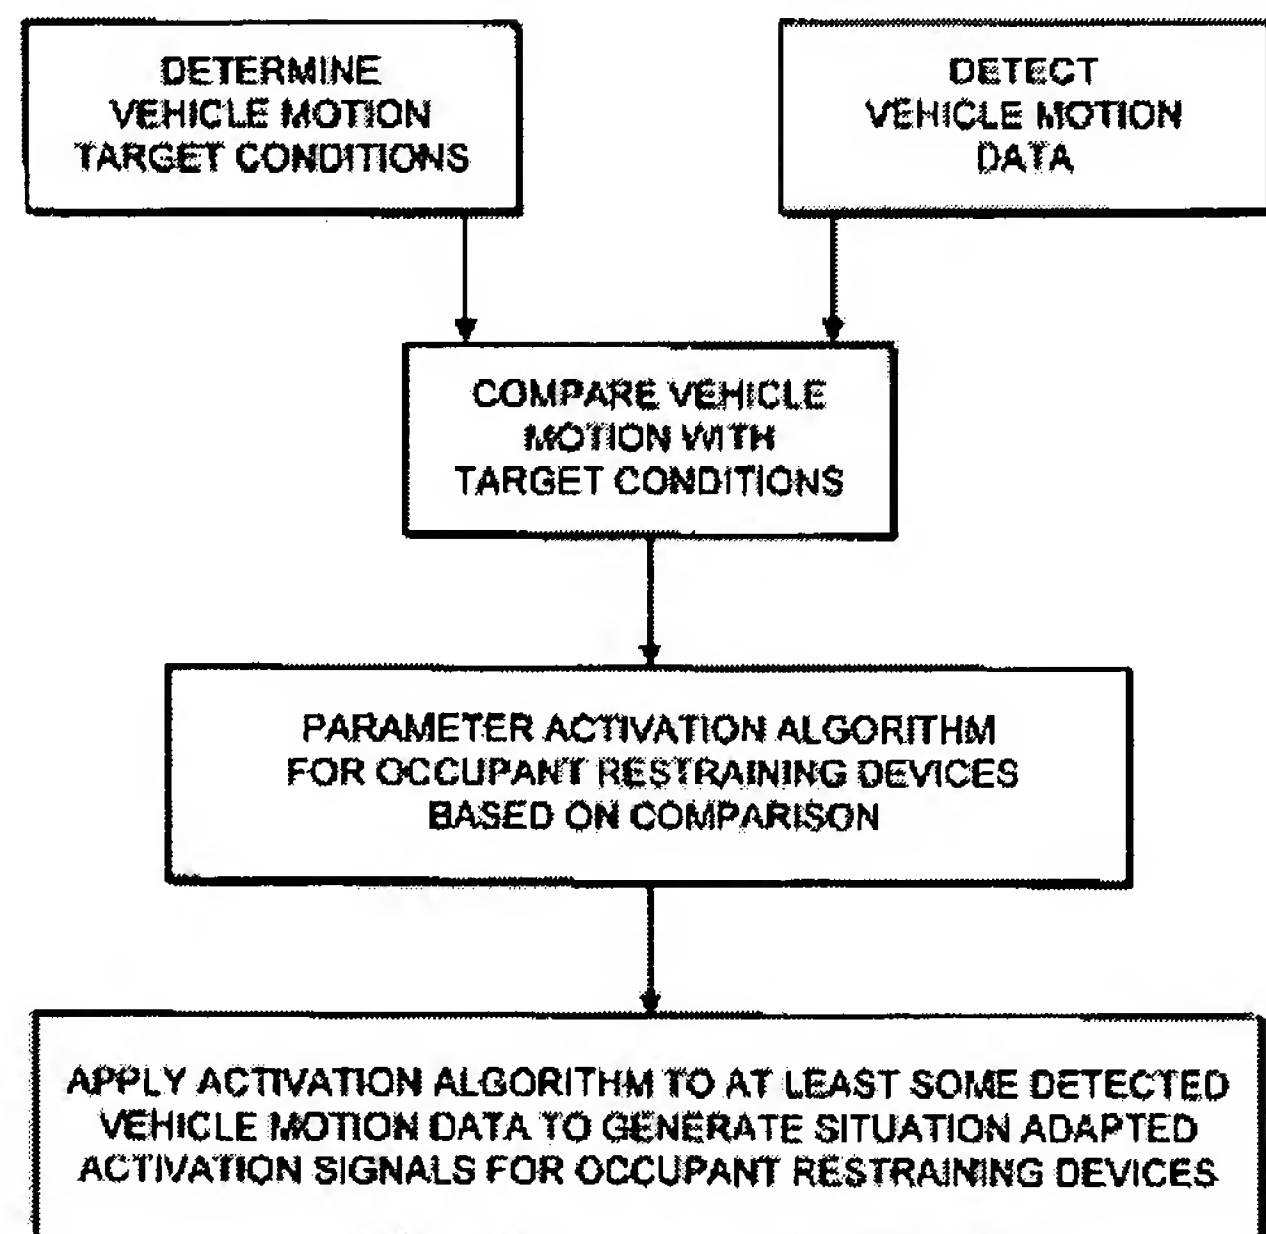 DETERMINE
VEHICLE MOTION
TARGET CONDITIONS
DETECT
VEHICLE MOTION
DATA
COMPARE VEHICLE
MOTION WITH
TARGET CONDITIONS
PARAMETER ACTIVATION ALGORITHM
FOR OCCUPANT RESTRAINING DEVICES
BASED ON COMPARISON
APPLY ACTIVATION ALGORITHM TO AT LEAST SOME DETECTED
VEHICLE MOTION DATA TO GENERATE SITUATION ADAPTED
ACTIVATION SIGNALS FOR OCCUPANT RESTRAINING DEVICES